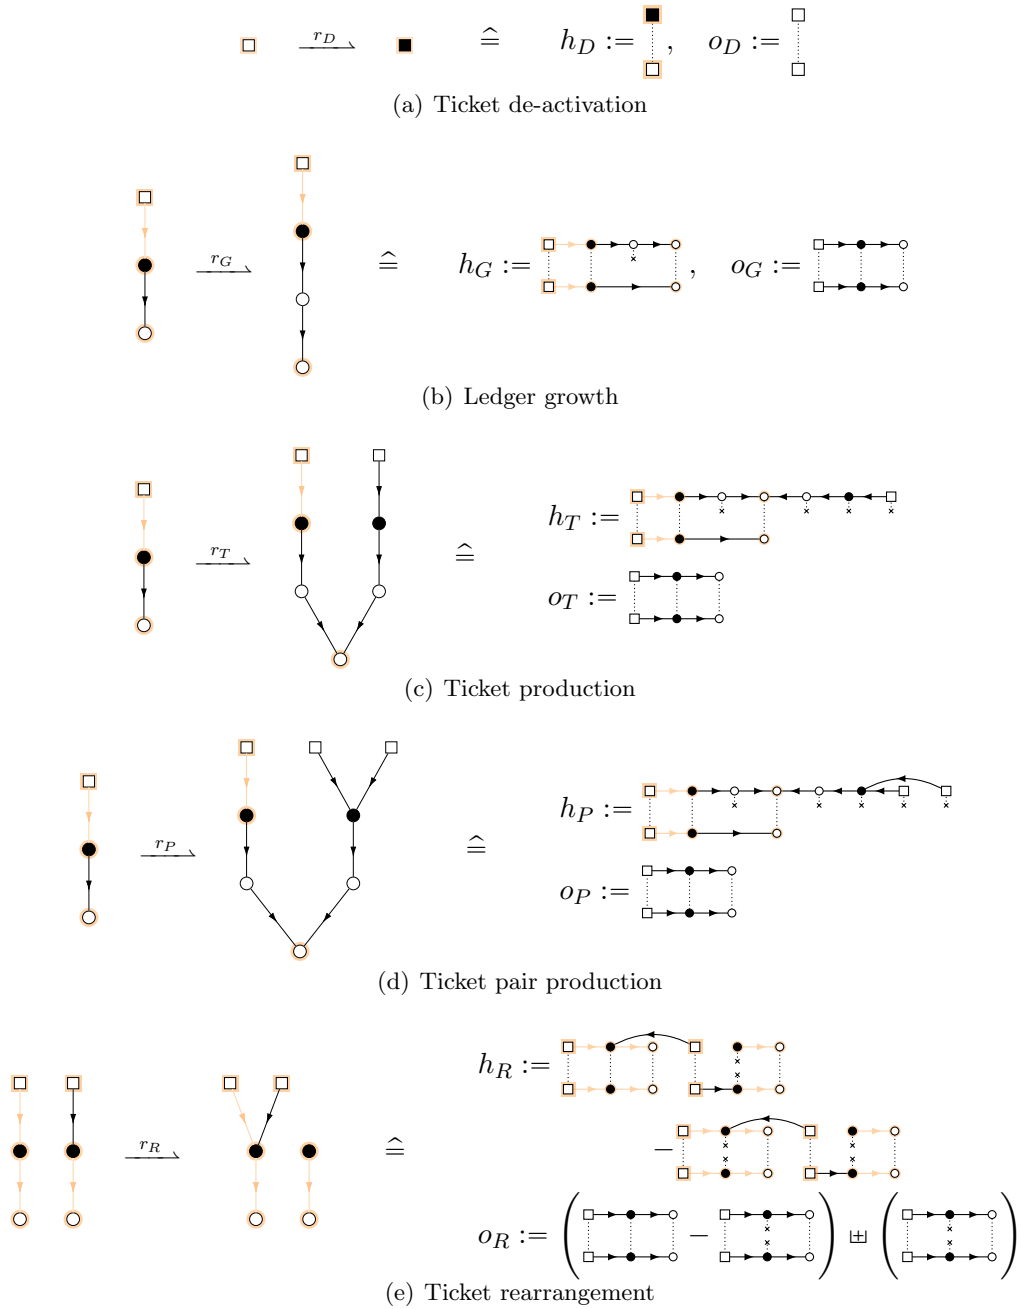 r_D ≙ h_D := , o_D :=
(a) Ticket de-activation
r_G ≙ h_G := , o_G :=
(b) Ledger growth
r_T ≙ h_T :=
o_T :=
(c) Ticket production
r_P ≙ h_P :=
o_P :=
(d) Ticket pair production
r_R ≙ h_R :=
−
o_R := ( − ) ⊞ ( )
(e) Ticket rearrangement